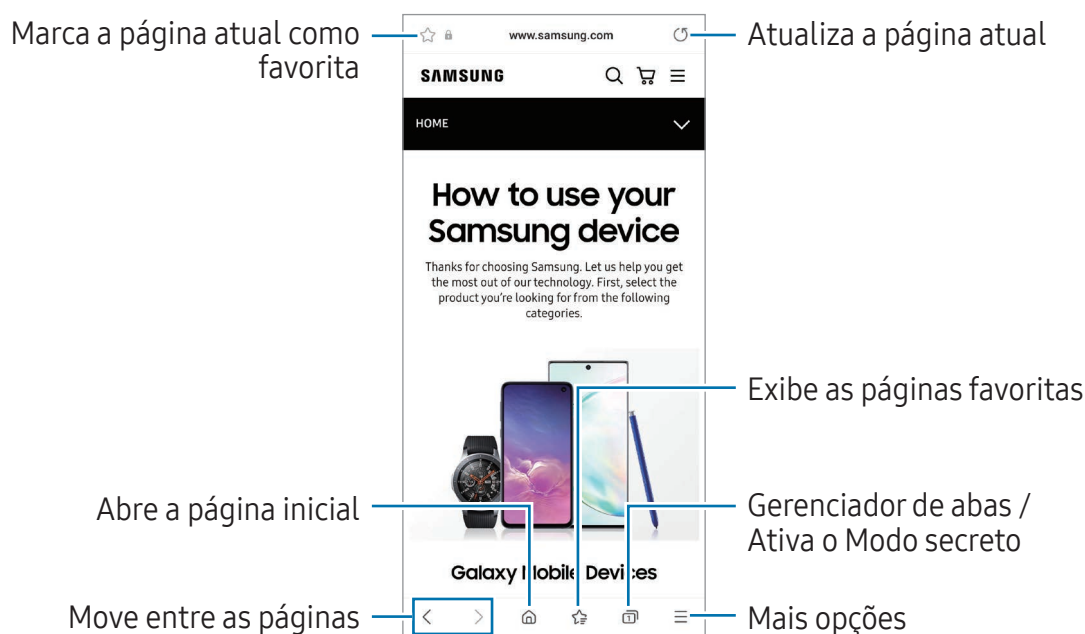 Marca a página atual como
favorita
www.samsung.com
Atualiza a página atual
SAMSUNG
HOME
How to use your
Samsung device
Thanks for choosing Samsung. Let us help you get
the most out of our technology. First, select the
product you're looking for from the following
categories.
Exibe as páginas favoritas
Abre a página inicial
Gerenciador de abas /
Ativa o Modo secreto
Galaxy Mobile Devices
Move entre as páginas
1
Mais opções